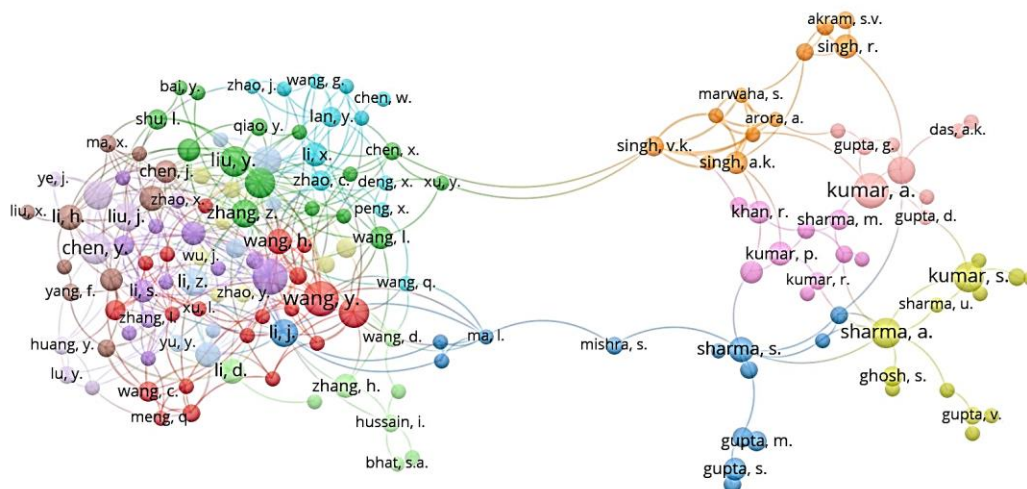 akram, s.v.
singh, r.
bai, y.
zhao, j.
wang, g.
chen, w.
marwaha, s.
shu, l.
qiao, y.
lan, y.
arora, a.
das, a.k.
ma, x.
chen, x.
singh, v.k.
gupta, g.
liu, y.
li, x.
singh, a.k.
chen, j.
zhao, c.
deng, x.
xu, y.
kumar, a.
ye, j.
zhao, x.
liu, x.
li, h.
liu, j.
zhang, z.
peng, x.
khan, r.
sharma, m.
gupta, d.
chen, y.
wang, h.
wang, l.
wu, j.
kumar, p.
kumar, s.
yang, f.
li, s.
li, z.
zhao, y.
wang, q.
kumar, r.
wang, y.
xu, l.
sharma, u.
zhang, l.
li, j.
wang, d.
ma, l.
sharma, a.
huang, y.
yu, y.
mishra, s.
sharma, s.
lu, y.
li, d.
zhang, h.
ghosh, s.
wang, c.
meng, q.
hussain, i.
gupta, v.
gupta, m.
bhat, s.a.
gupta, s.